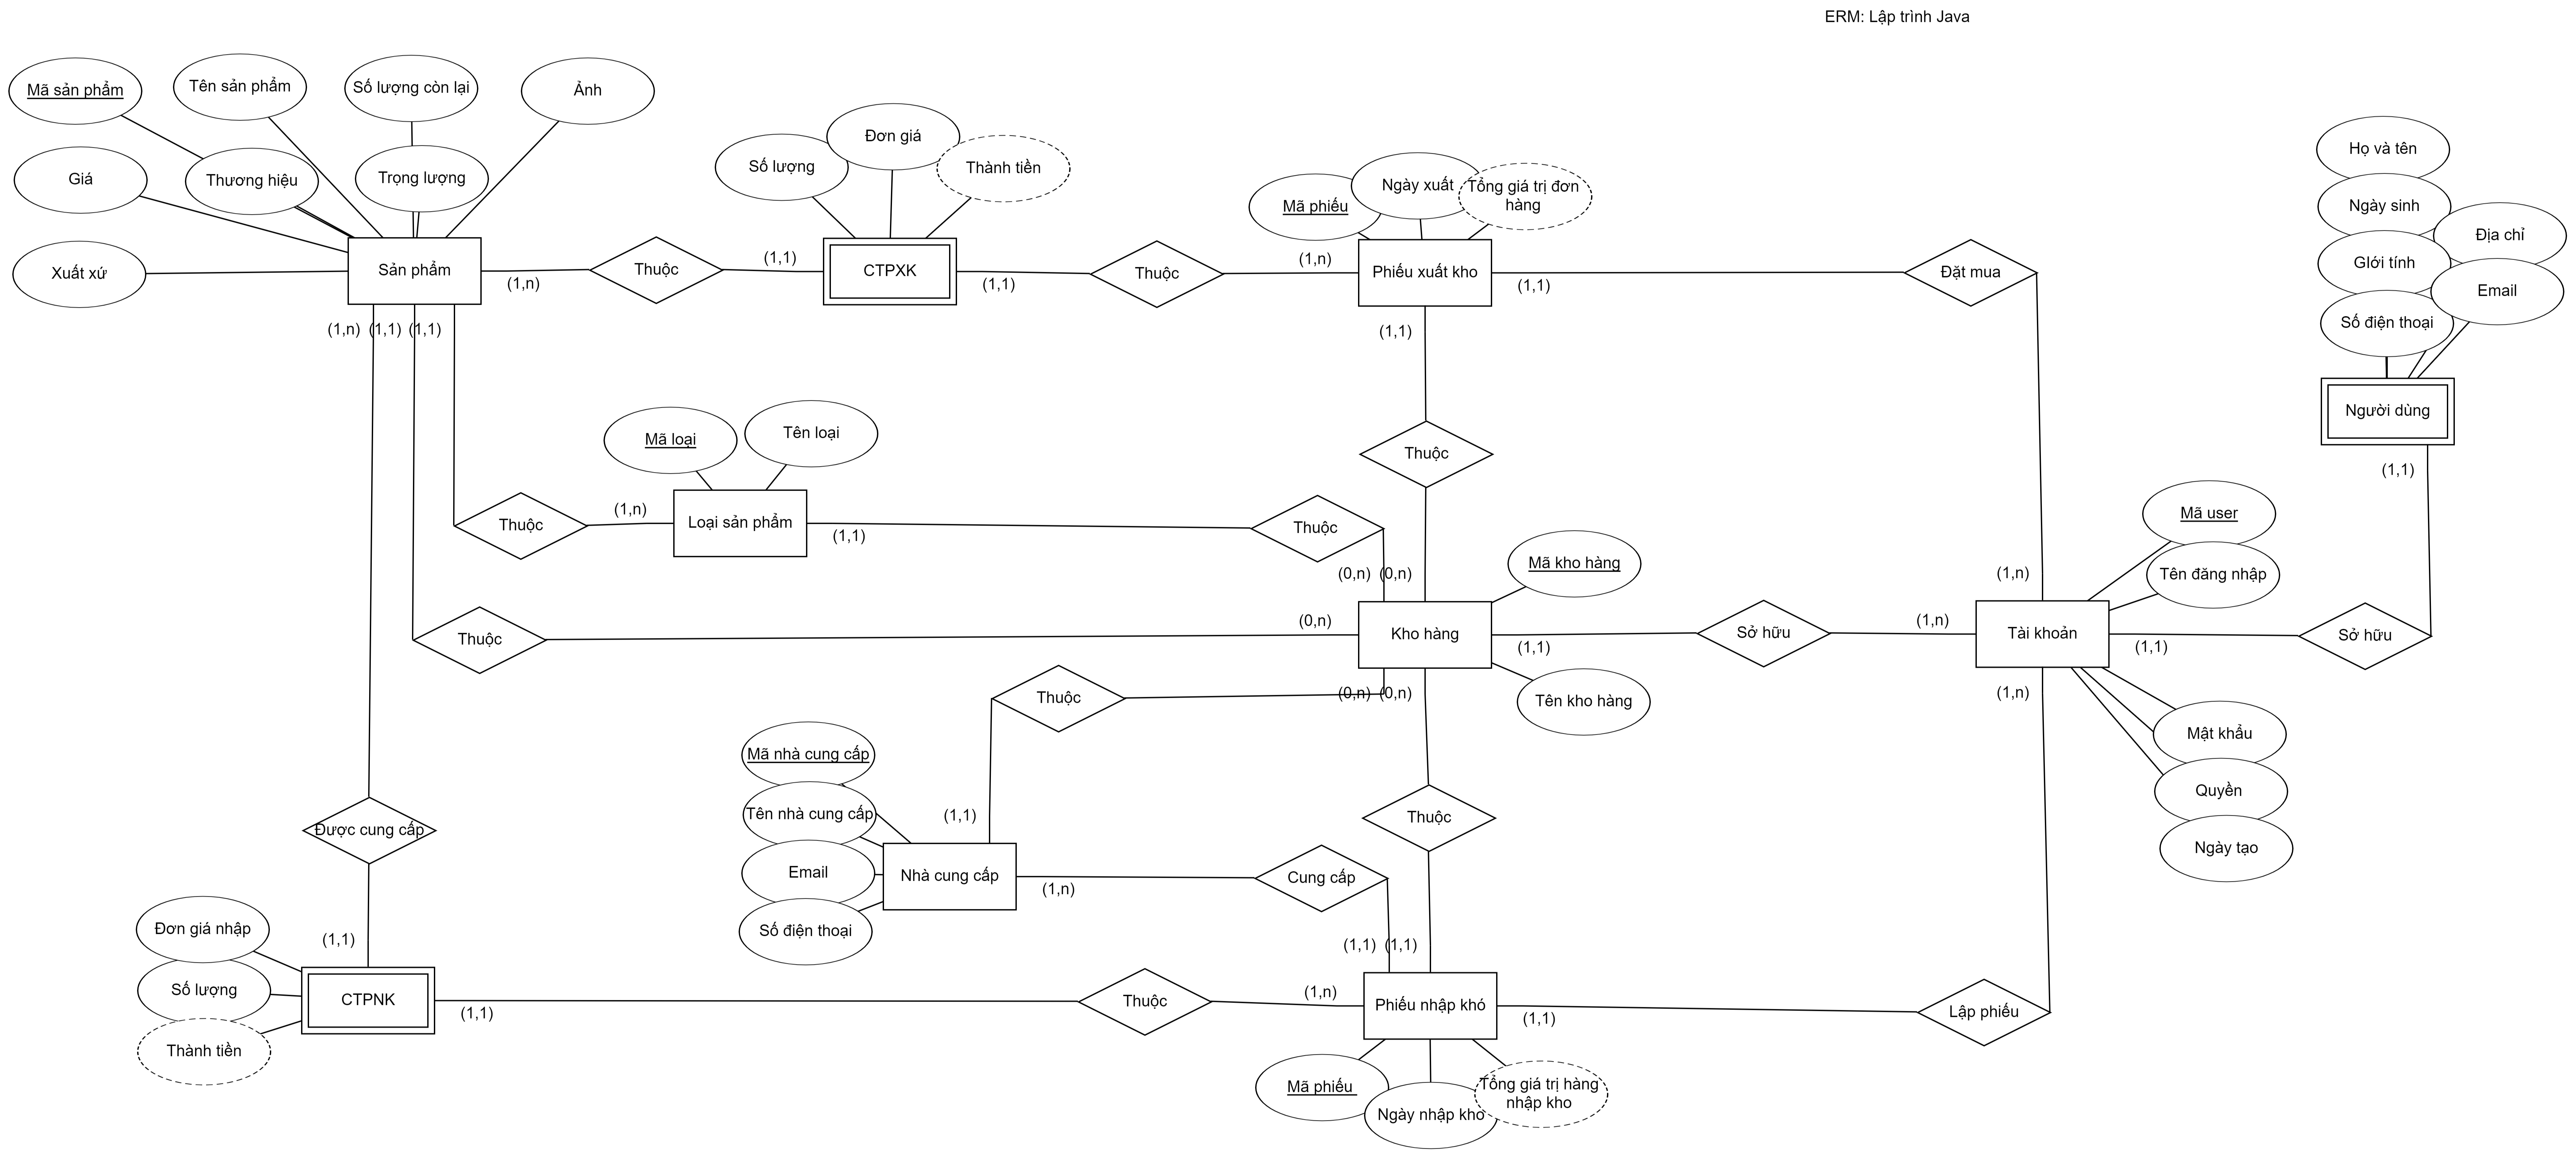 ERM: Lập trình Java
Mã sản phẩm
Tên sản phẩm
Số lượng còn lại
Ảnh
Giá
Thương hiệu
Trọng lượng
Xuất xứ
Sản phẩm
(1,n)
Thuộc
(1,1)
Số lượng
Đơn giá
Thành tiền
CTPXK
(1,1)
Thuộc
(1,n)
Mã phiếu
Ngày xuất
Tổng giá trị đơn
hàng
Phiếu xuất kho
(1,1)
Đặt mua
Họ và tên
Ngày sinh
Địa chỉ
GIới tính
Email
Số điện thoại
Người dùng
(1,1)
(1,n)
(1,1)
(1,1)
(1,1)
Thuộc
Mã loại
Tên loại
Thuộc
(1,n)
Loại sản phẩm
(1,1)
Thuộc
(0,n)
(0,n)
Mã kho hàng
Mã user
Tên đăng nhập
(1,n)
Thuộc
(0,n)
Kho hàng
(1,1)
Sở hữu
(1,n)
Tài khoản
(1,1)
Sở hữu
Thuộc
(0,n)
(0,n)
Tên kho hàng
(1,n)
Mật khẩu
Quyền
Ngày tạo
Mã nhà cung cấp
Tên nhà cung cấp
Email
Số điện thoại
(1,1)
Nhà cung cấp
(1,n)
Cung cấp
Thuộc
Được cung cấp
(1,1)
(1,1)
(1,1)
Đơn giá nhập
Số lượng
Thành tiền
CTPNK
(1,1)
Thuộc
(1,n)
Phiếu nhập khó
(1,1)
Lập phiếu
Mã phiếu
Ngày nhập kho
Tổng giá trị hàng
nhập kho